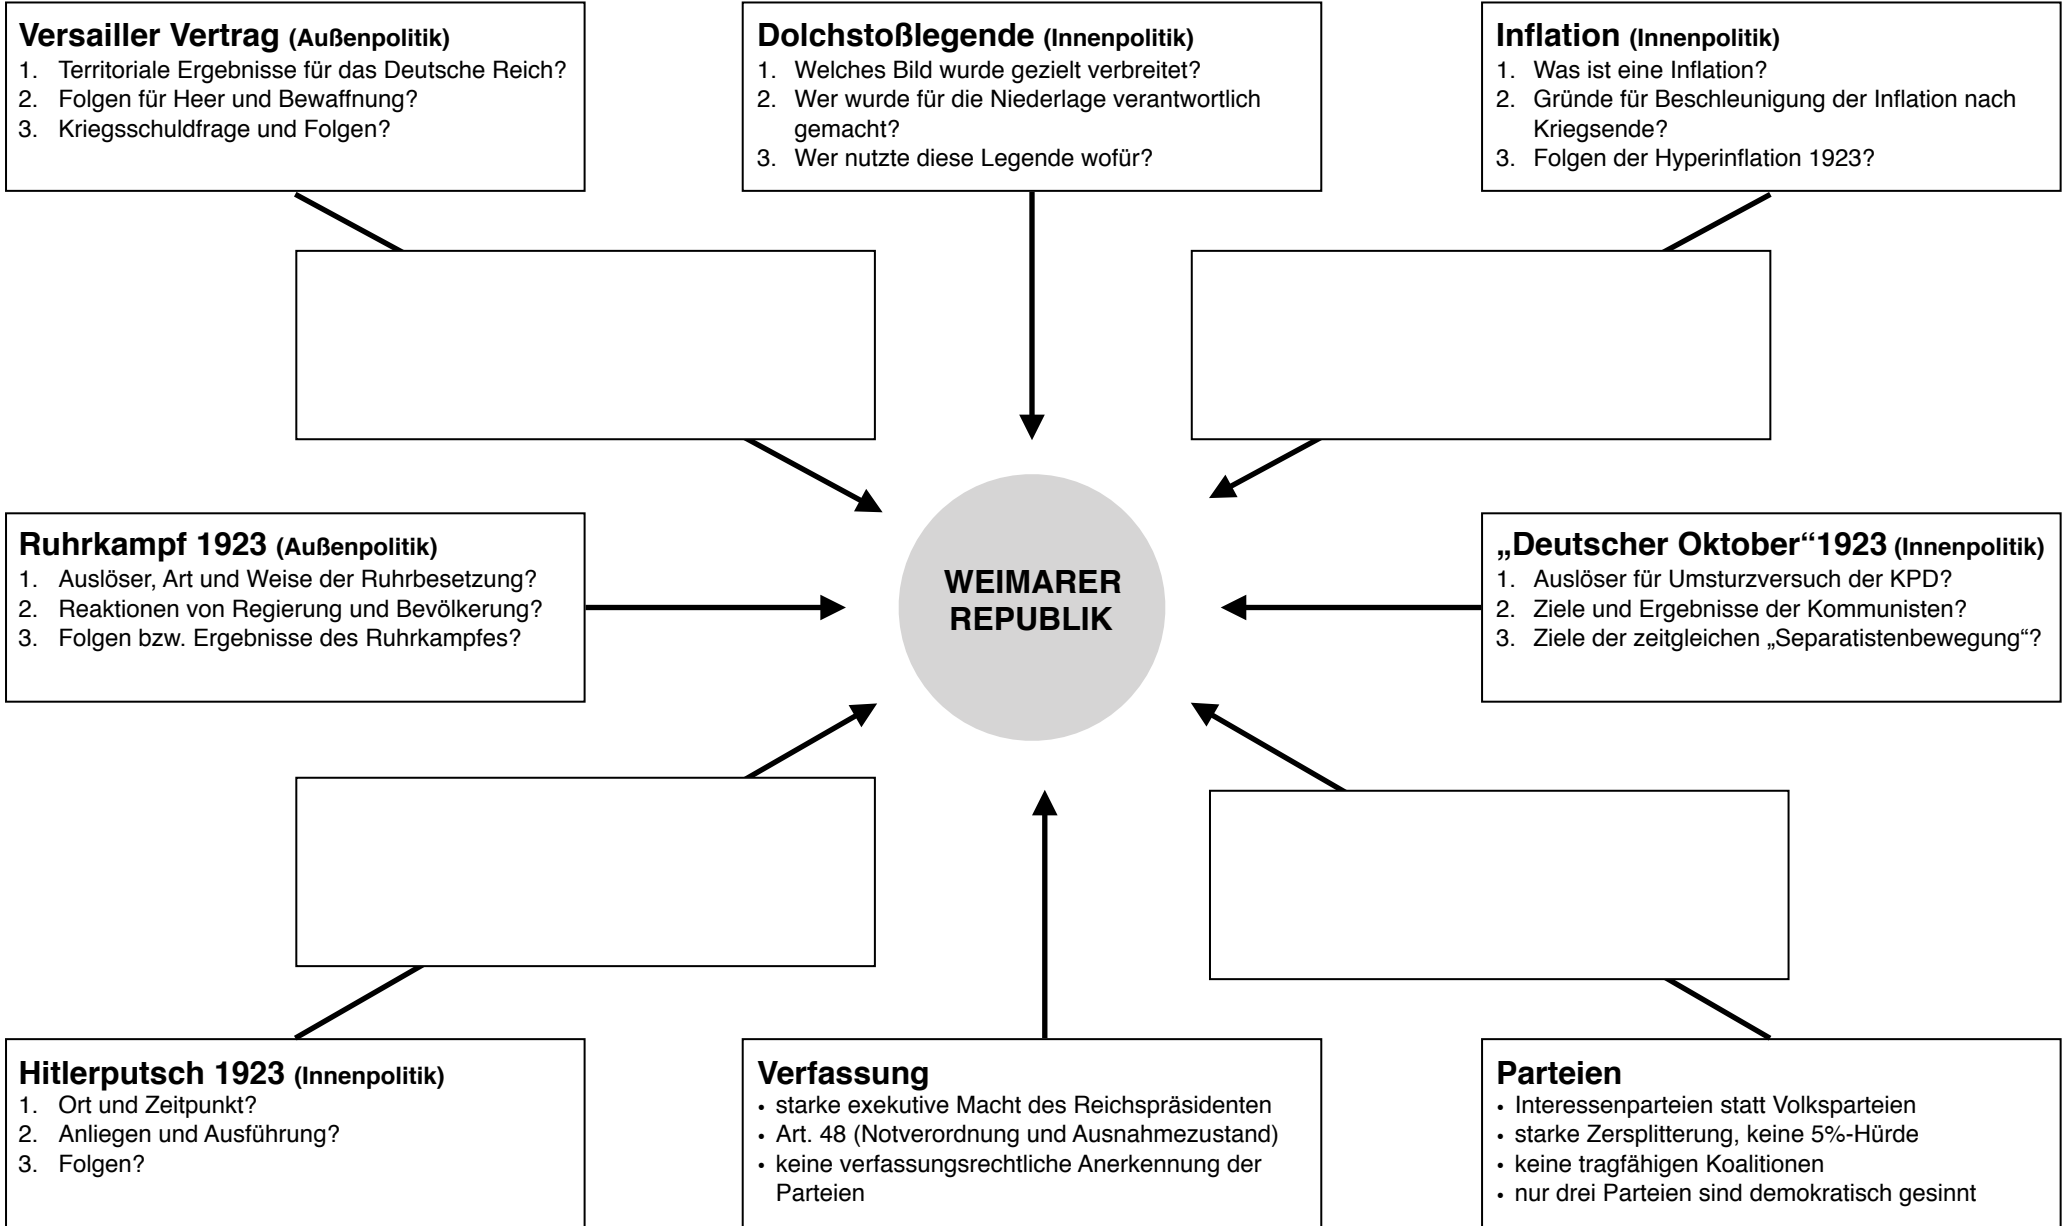 Versailler Vertrag (Außenpolitik)
1. Territoriale Ergebnisse für das Deutsche Reich?
2. Folgen für Heer und Bewaffnung?
3. Kriegsschuldfrage und Folgen?
Dolchstoßlegende (Innenpolitik)
1. Welches Bild wurde gezielt verbreitet?
2. Wer wurde für die Niederlage verantwortlich
gemacht?
3. Wer nutzte diese Legende wofür?
Inflation (Innenpolitik)
1. Was ist eine Inflation?
2. Gründe für Beschleunigung der Inflation nach
Kriegsende?
3. Folgen der Hyperinflation 1923?
Ruhrkampf 1923 (Außenpolitik)
1. Auslöser, Art und Weise der Ruhrbesetzung?
2. Reaktionen von Regierung und Bevölkerung?
3. Folgen bzw. Ergebnisse des Ruhrkampfes?
WEIMARER
REPUBLIK
„Deutscher Oktober“1923 (Innenpolitik)
1. Auslöser für Umsturzversuch der KPD?
2. Ziele und Ergebnisse der Kommunisten?
3. Ziele der zeitgleichen „Separatistenbewegung“?
Hitlerputsch 1923 (Innenpolitik)
1. Ort und Zeitpunkt?
2. Anliegen und Ausführung?
3. Folgen?
Verfassung
• starke exekutive Macht des Reichspräsidenten
• Art. 48 (Notverordnung und Ausnahmezustand)
• keine verfassungsrechtliche Anerkennung der
Parteien
Parteien
• Interessenparteien statt Volksparteien
• starke Zersplitterung, keine 5%-Hürde
• keine tragfähigen Koalitionen
• nur drei Parteien sind demokratisch gesinnt